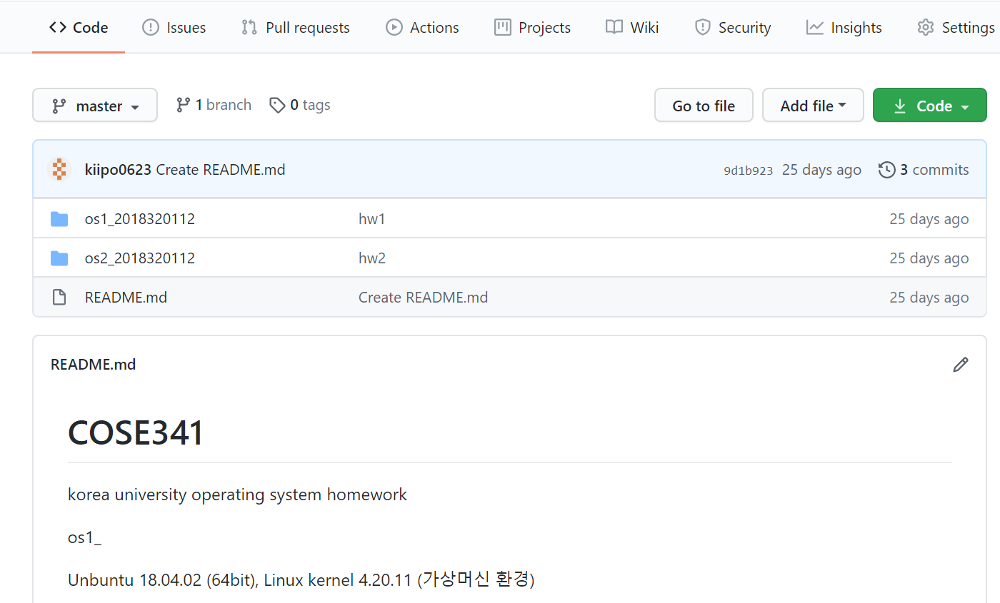 Code Issues Pull requests Actions Projects Wiki Security Insights Settings
master 1 branch 0 tags Go to file Add file Code
kiipo0623 Create README.md 9d1b923 25 days ago 3 commits
os1_2018320112 hw1 25 days ago
os2_2018320112 hw2 25 days ago
README.md Create README.md 25 days ago
README.md
COSE341
korea university operating system homework
os1_
Unbuntu 18.04.02 (64bit), Linux kernel 4.20.11 (가상머신 환경)